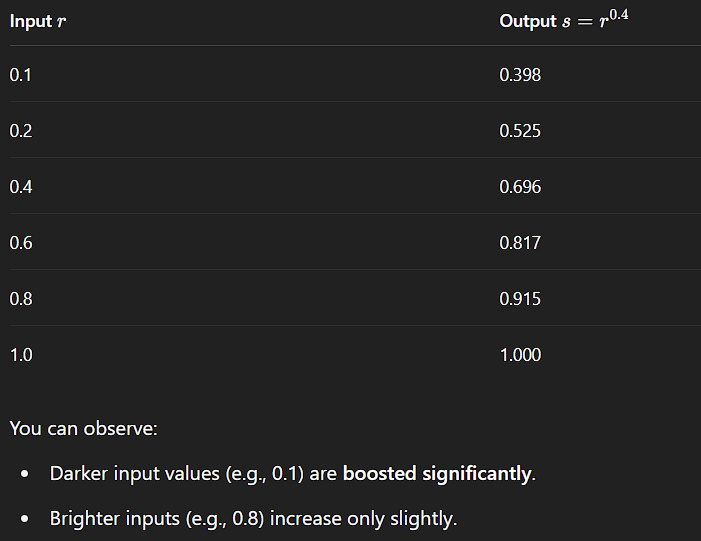 Input r Output s = r^0.4
0.1 0.398
0.2 0.525
0.4 0.696
0.6 0.817
0.8 0.915
1.0 1.000
You can observe:
• Darker input values (e.g., 0.1) are boosted significantly.
• Brighter inputs (e.g., 0.8) increase only slightly.